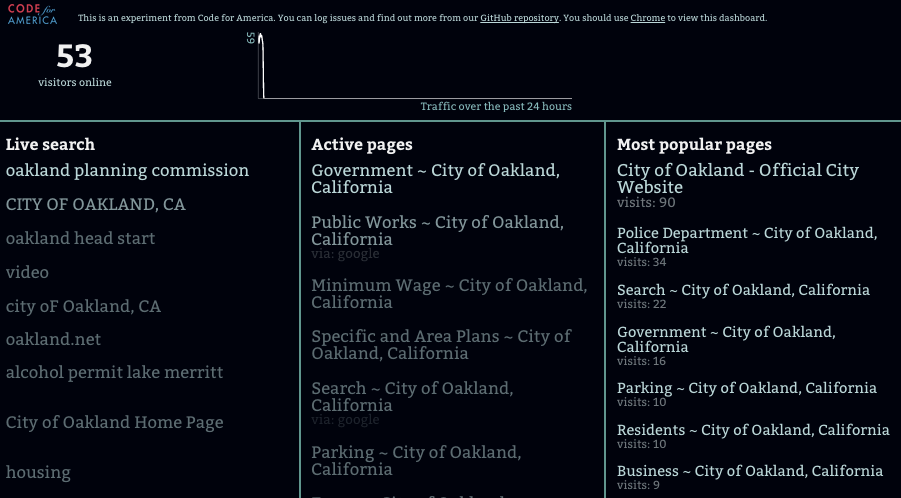 CODE for
AMERICA
This is an experiment from Code for America. You can log issues and find out more from our GitHub repository. You should use Chrome to view this dashboard.
53
visitors online
59
Traffic over the past 24 hours
Live search
oakland planning commission
CITY OF OAKLAND, CA
oakland head start
video
city oF Oakland, CA
oakland.net
alcohol permit lake merritt
City of Oakland Home Page
housing
Active pages
Government ~ City of Oakland,
California
Public Works ~ City of Oakland,
California
via: google
Minimum Wage ~ City of Oakland,
California
Specific and Area Plans ~ City of
Oakland, California
Search ~ City of Oakland,
California
via: google
Parking ~ City of Oakland,
California
Most popular pages
City of Oakland - Official City
Website
visits: 90
Police Department ~ City of Oakland,
California
visits: 34
Search ~ City of Oakland, California
visits: 22
Government ~ City of Oakland,
California
visits: 16
Parking ~ City of Oakland, California
visits: 10
Residents ~ City of Oakland, California
visits: 10
Business ~ City of Oakland, California
visits: 9